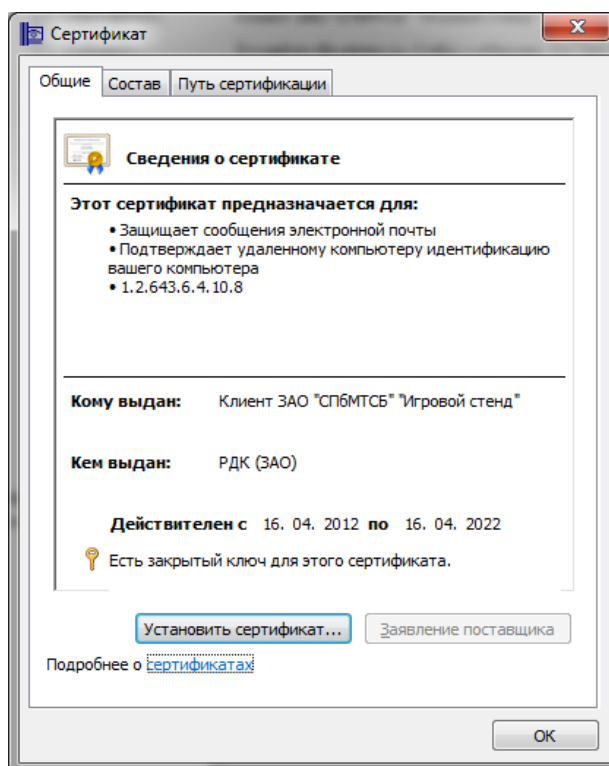 Сертификат
Общие Состав Путь сертификации
Сведения о сертификате
Этот сертификат предназначается для:
• Защищает сообщения электронной почты
• Подтверждает удаленному компьютеру идентификацию
вашего компьютера
• 1.2.643.6.4.10.8
Кому выдан: Клиент ЗАО "СПбМТСБ" "Игровой стенд"
Кем выдан: РДК (ЗАО)
Действителен с 16. 04. 2012 по 16. 04. 2022
Есть закрытый ключ для этого сертификата.
Установить сертификат... Заявление поставщика
Подробнее о сертификатах
ОК